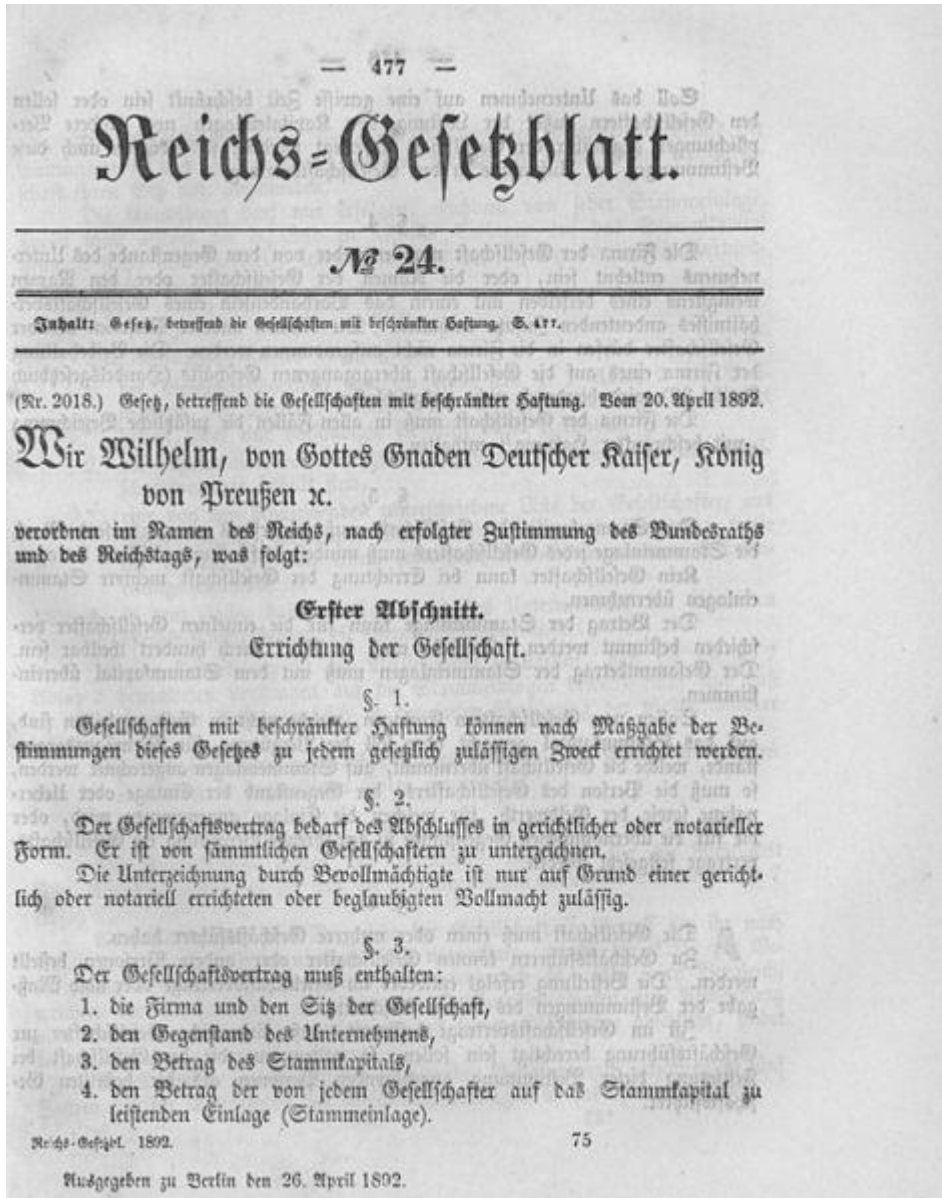 — 477 —
Reichs-Gesetzblatt.
№ 24.
Inhalt: Gesetz, betreffend die Gesellschaften mit beschränkter Haftung. S. 477.
(Nr. 2018.) Gesetz, betreffend die Gesellschaften mit beschränkter Haftung. Vom 20. April 1892.
Wir Wilhelm, von Gottes Gnaden Deutscher Kaiser, König
von Preußen ꝛc.
verordnen im Namen des Reichs, nach erfolgter Zustimmung des Bundesraths
und des Reichstags, was folgt:
Erster Abschnitt.
Errichtung der Gesellschaft.
§. 1.
Gesellschaften mit beschränkter Haftung können nach Maßgabe der Be-
stimmungen dieses Gesetzes zu jedem gesetzlich zulässigen Zweck errichtet werden.
§. 2.
Der Gesellschaftsvertrag bedarf des Abschlusses in gerichtlicher oder notarieller
Form. Er ist von sämmtlichen Gesellschaftern zu unterzeichnen.
Die Unterzeichnung durch Bevollmächtigte ist nur auf Grund einer gericht-
lich oder notariell errichteten oder beglaubigten Vollmacht zulässig.
§. 3.
Der Gesellschaftsvertrag muß enthalten:
1. die Firma und den Sitz der Gesellschaft,
2. den Gegenstand des Unternehmens,
3. den Betrag des Stammkapitals,
4. den Betrag der von jedem Gesellschafter auf das Stammkapital zu
leistenden Einlage (Stammeinlage).
Reichs-Gesetzbl. 1892. 75
Ausgegeben zu Berlin den 26. April 1892.